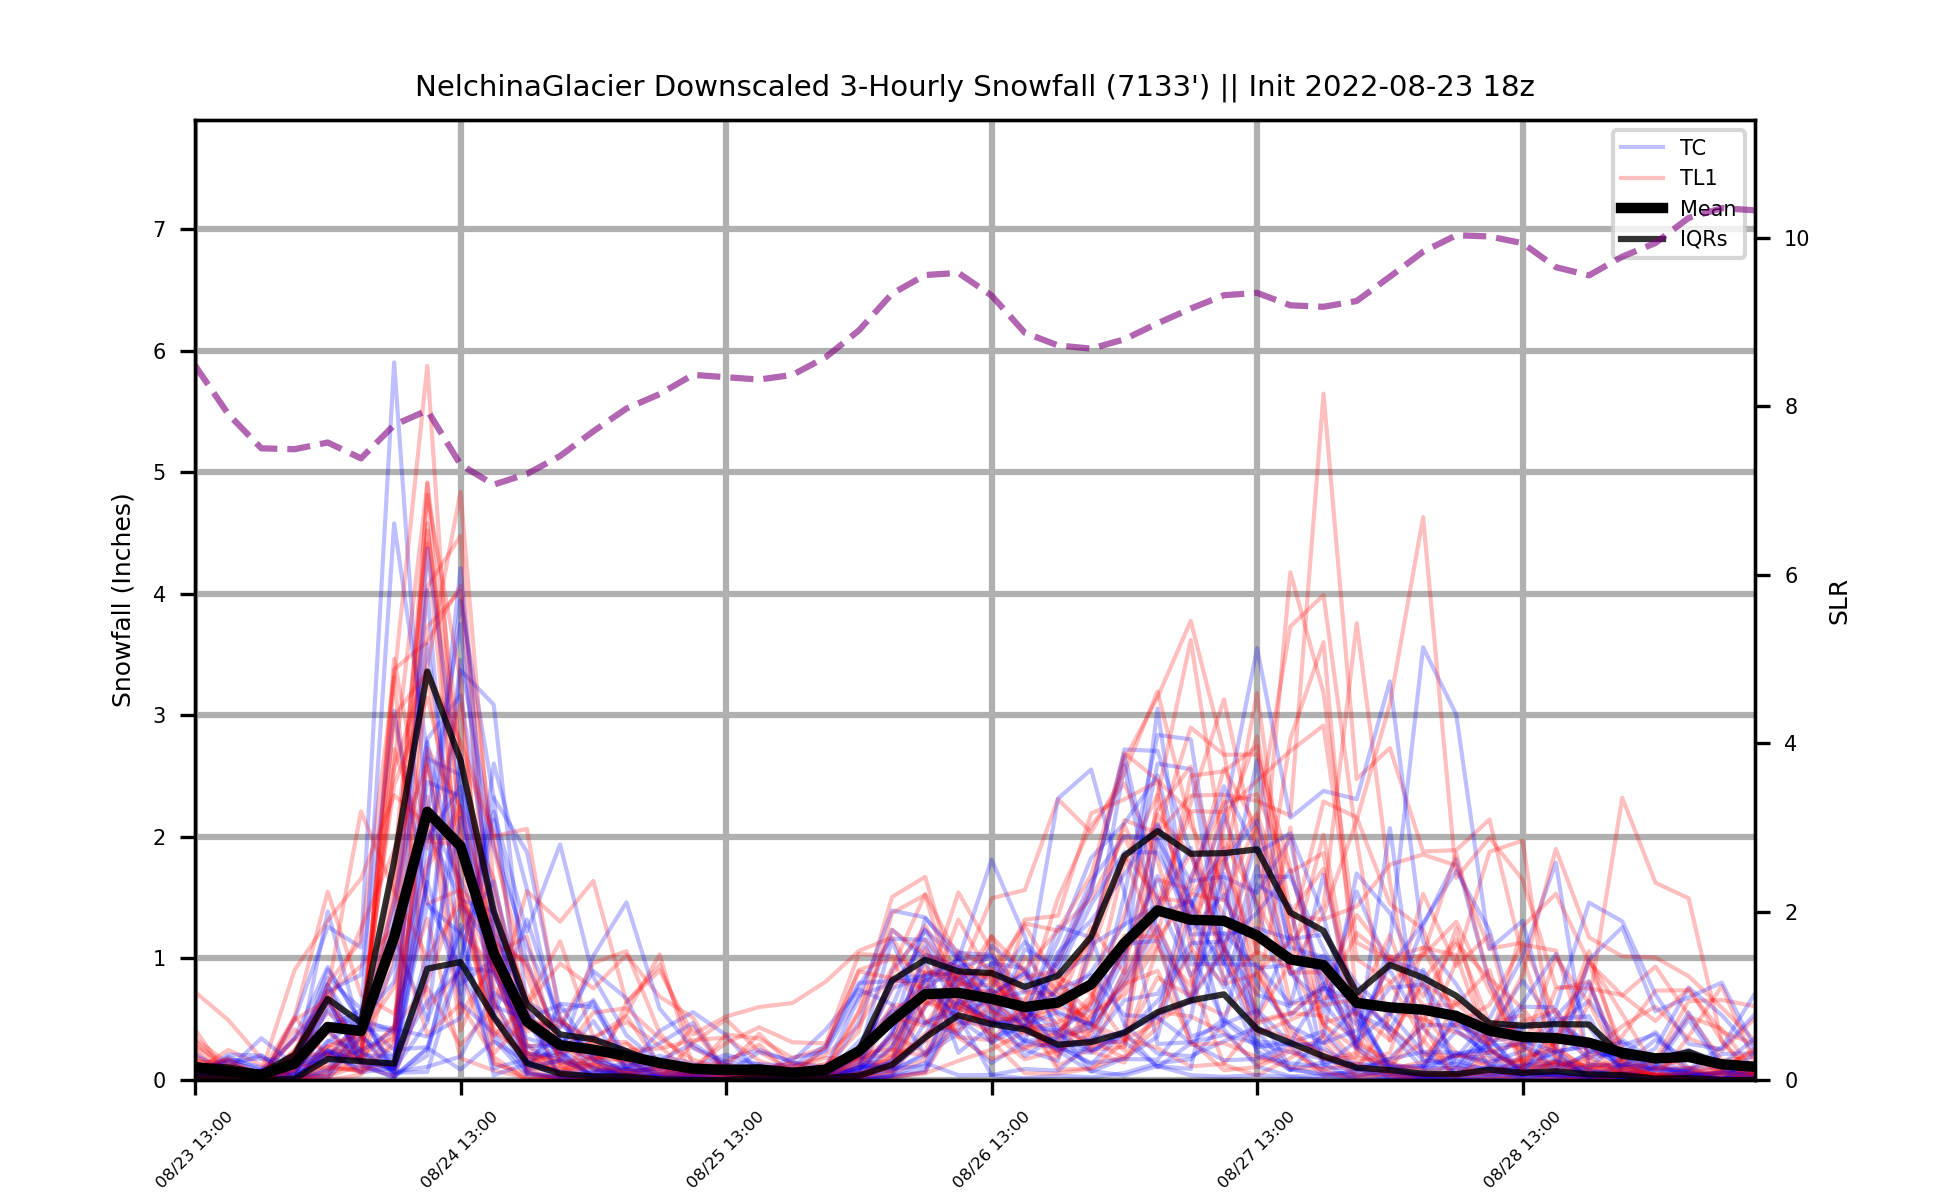 NelchinaGlacier Downscaled 3-Hourly Snowfall (7133') || Init 2022-08-23 18z
TC
TL1
Mean
IQRs
Snowfall (Inches)
7
6
5
4
3
2
1
0
10
8
6
4
2
0
SLR
08/23 13:00
08/24 13:00
08/25 13:00
08/26 13:00
08/27 13:00
08/28 13:00